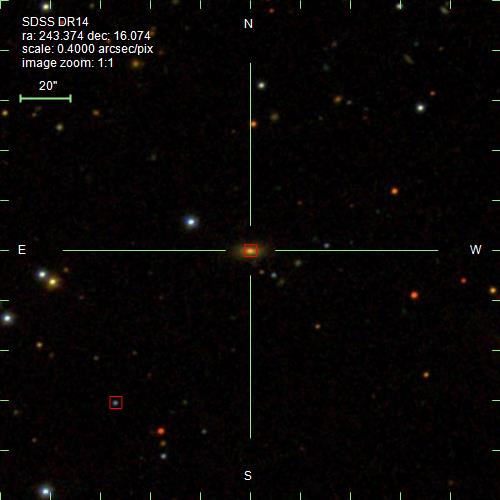 SDSS DR14
ra: 243.374 dec: 16.074
scale: 0.4000 arcsec/pix
image zoom: 1:1
20"
N
E
W
S